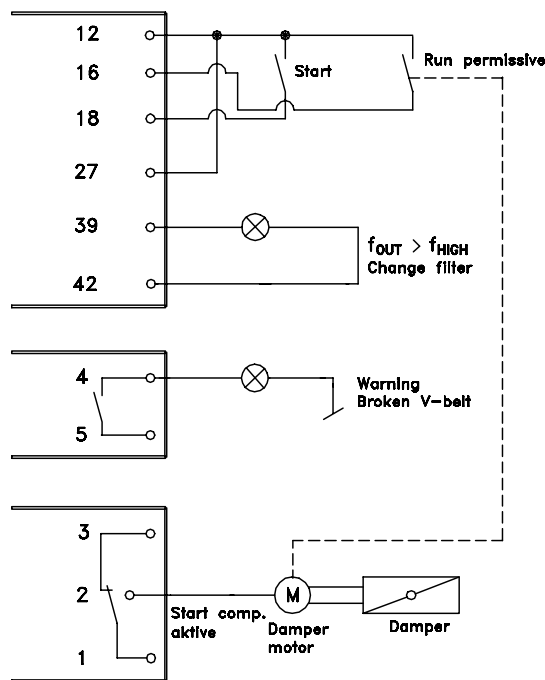 12
16
18
27
39
42
Start
Run permissive
fOUT > fHIGH
Change filter
4
5
Warning
Broken V-belt
3
2
1
Start comp.
aktive
M
Damper
motor
Damper